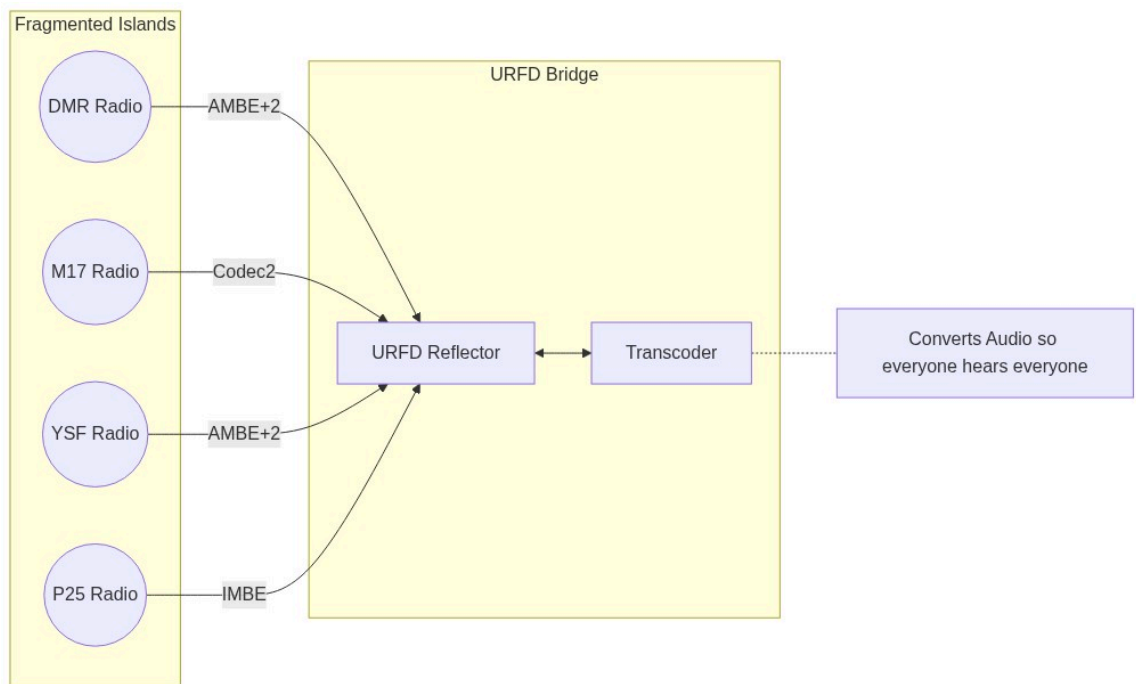 Fragmented Islands
URFD Bridge
DMR Radio
AMBE+2
M17 Radio
Codec2
URFD Reflector
Transcoder
Converts Audio so
everyone hears everyone
YSF Radio
AMBE+2
P25 Radio
IMBE